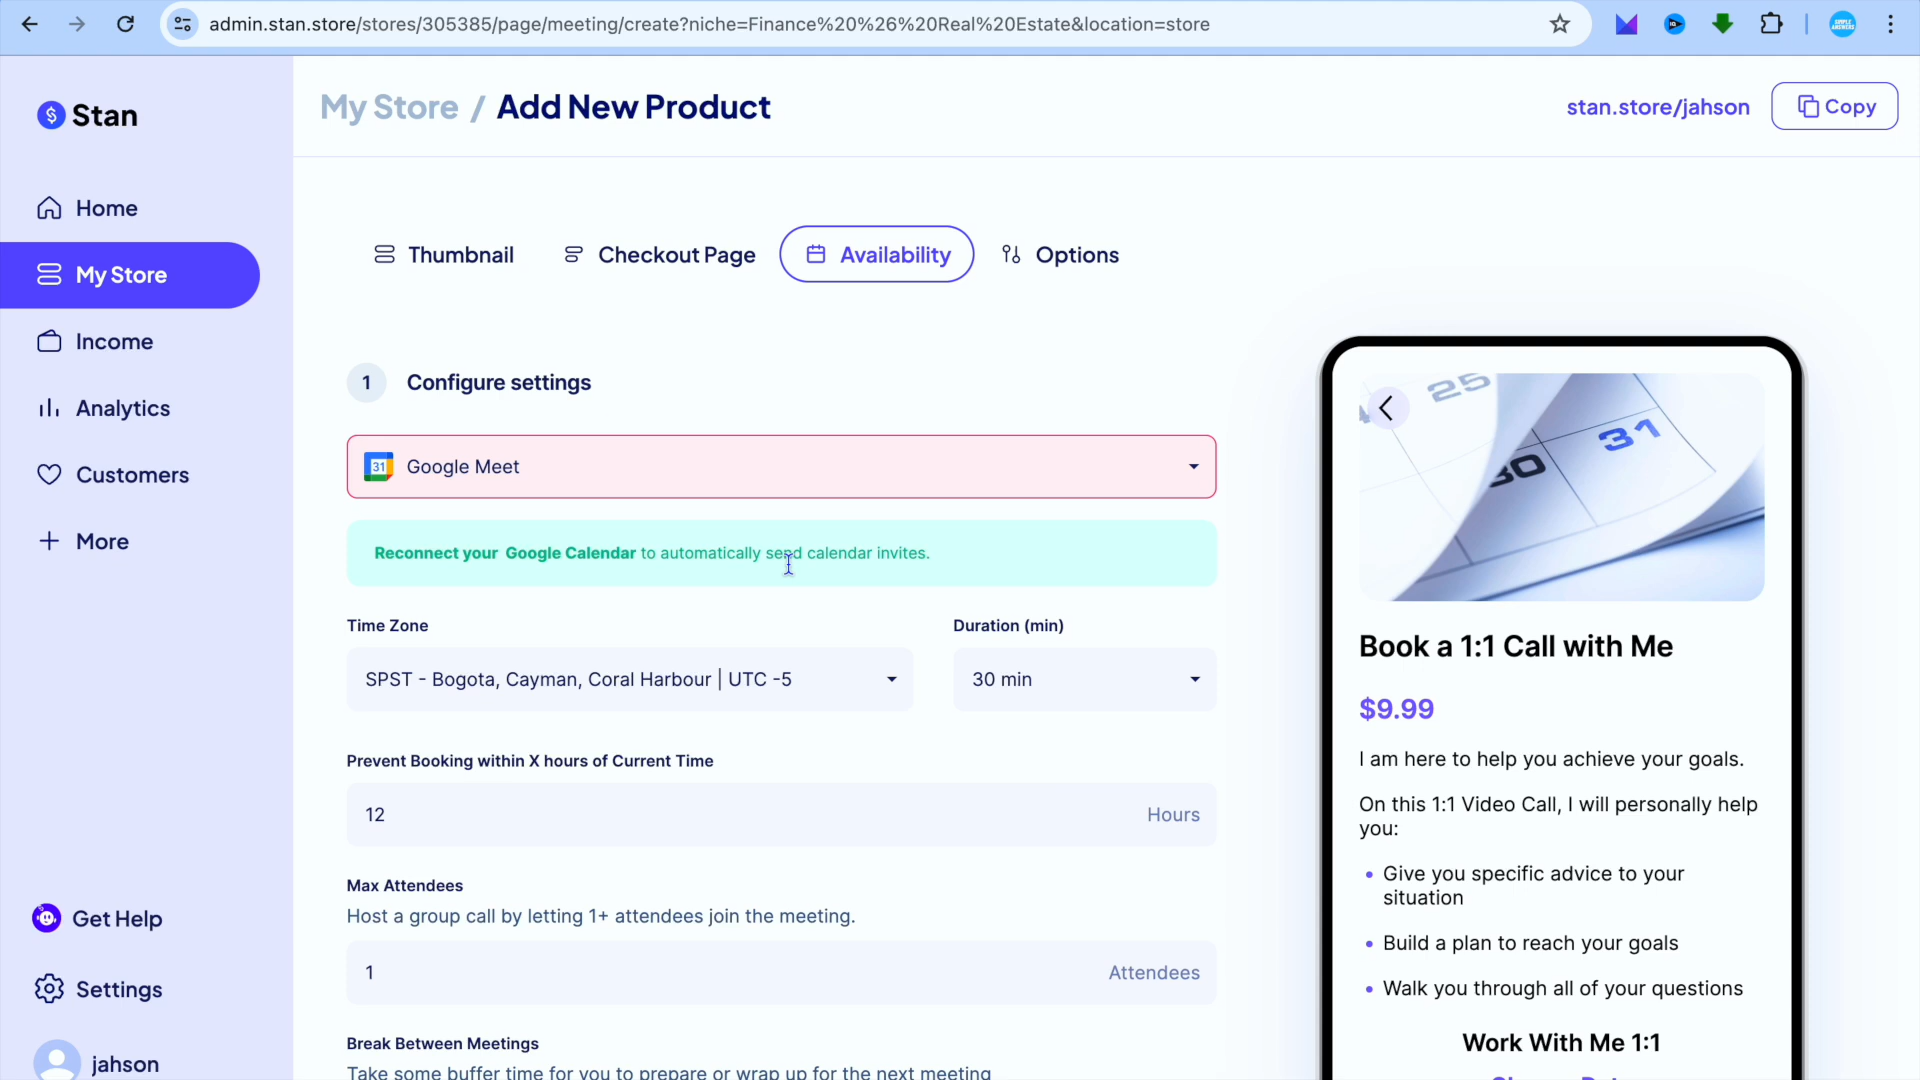 admin.stan.store/stores/305385/page/meeting/create?niche=Finance%20%26%20Real%20Estate&location=store
Stan
My Store / Add New Product
stan.store/jahson
Copy
Home
My Store
Income
Analytics
Customers
More
Get Help
Settings
jahson
Thumbnail
Checkout Page
Availability
Options
1
Configure settings
31
Google Meet
Reconnect your Google Calendar to automatically send calendar invites.
Time Zone
Duration (min)
SPST - Bogota, Cayman, Coral Harbour | UTC -5
30 min
Prevent Booking within X hours of Current Time
12
Hours
Max Attendees
Host a group call by letting 1+ attendees join the meeting.
1
Attendees
Break Between Meetings
Take some buffer time for you to prepare or wrap up for the next meeting
25
31
30
Book a 1:1 Call with Me
$9.99
I am here to help you achieve your goals.
On this 1:1 Video Call, I will personally help
you:
• Give you specific advice to your
situation
• Build a plan to reach your goals
• Walk you through all of your questions
Work With Me 1:1